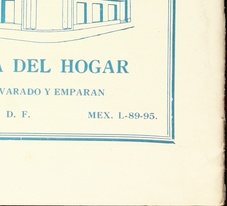 A DEL HOGAR
VARADO Y EMPARAN
D. F. MEX. L-89-95.